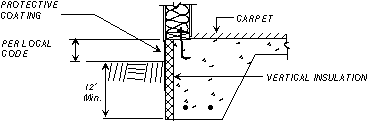 PROTECTIVE
COATING
CARPET
PER LOCAL
CODE
VERTICAL INSULATION
12"
Min.